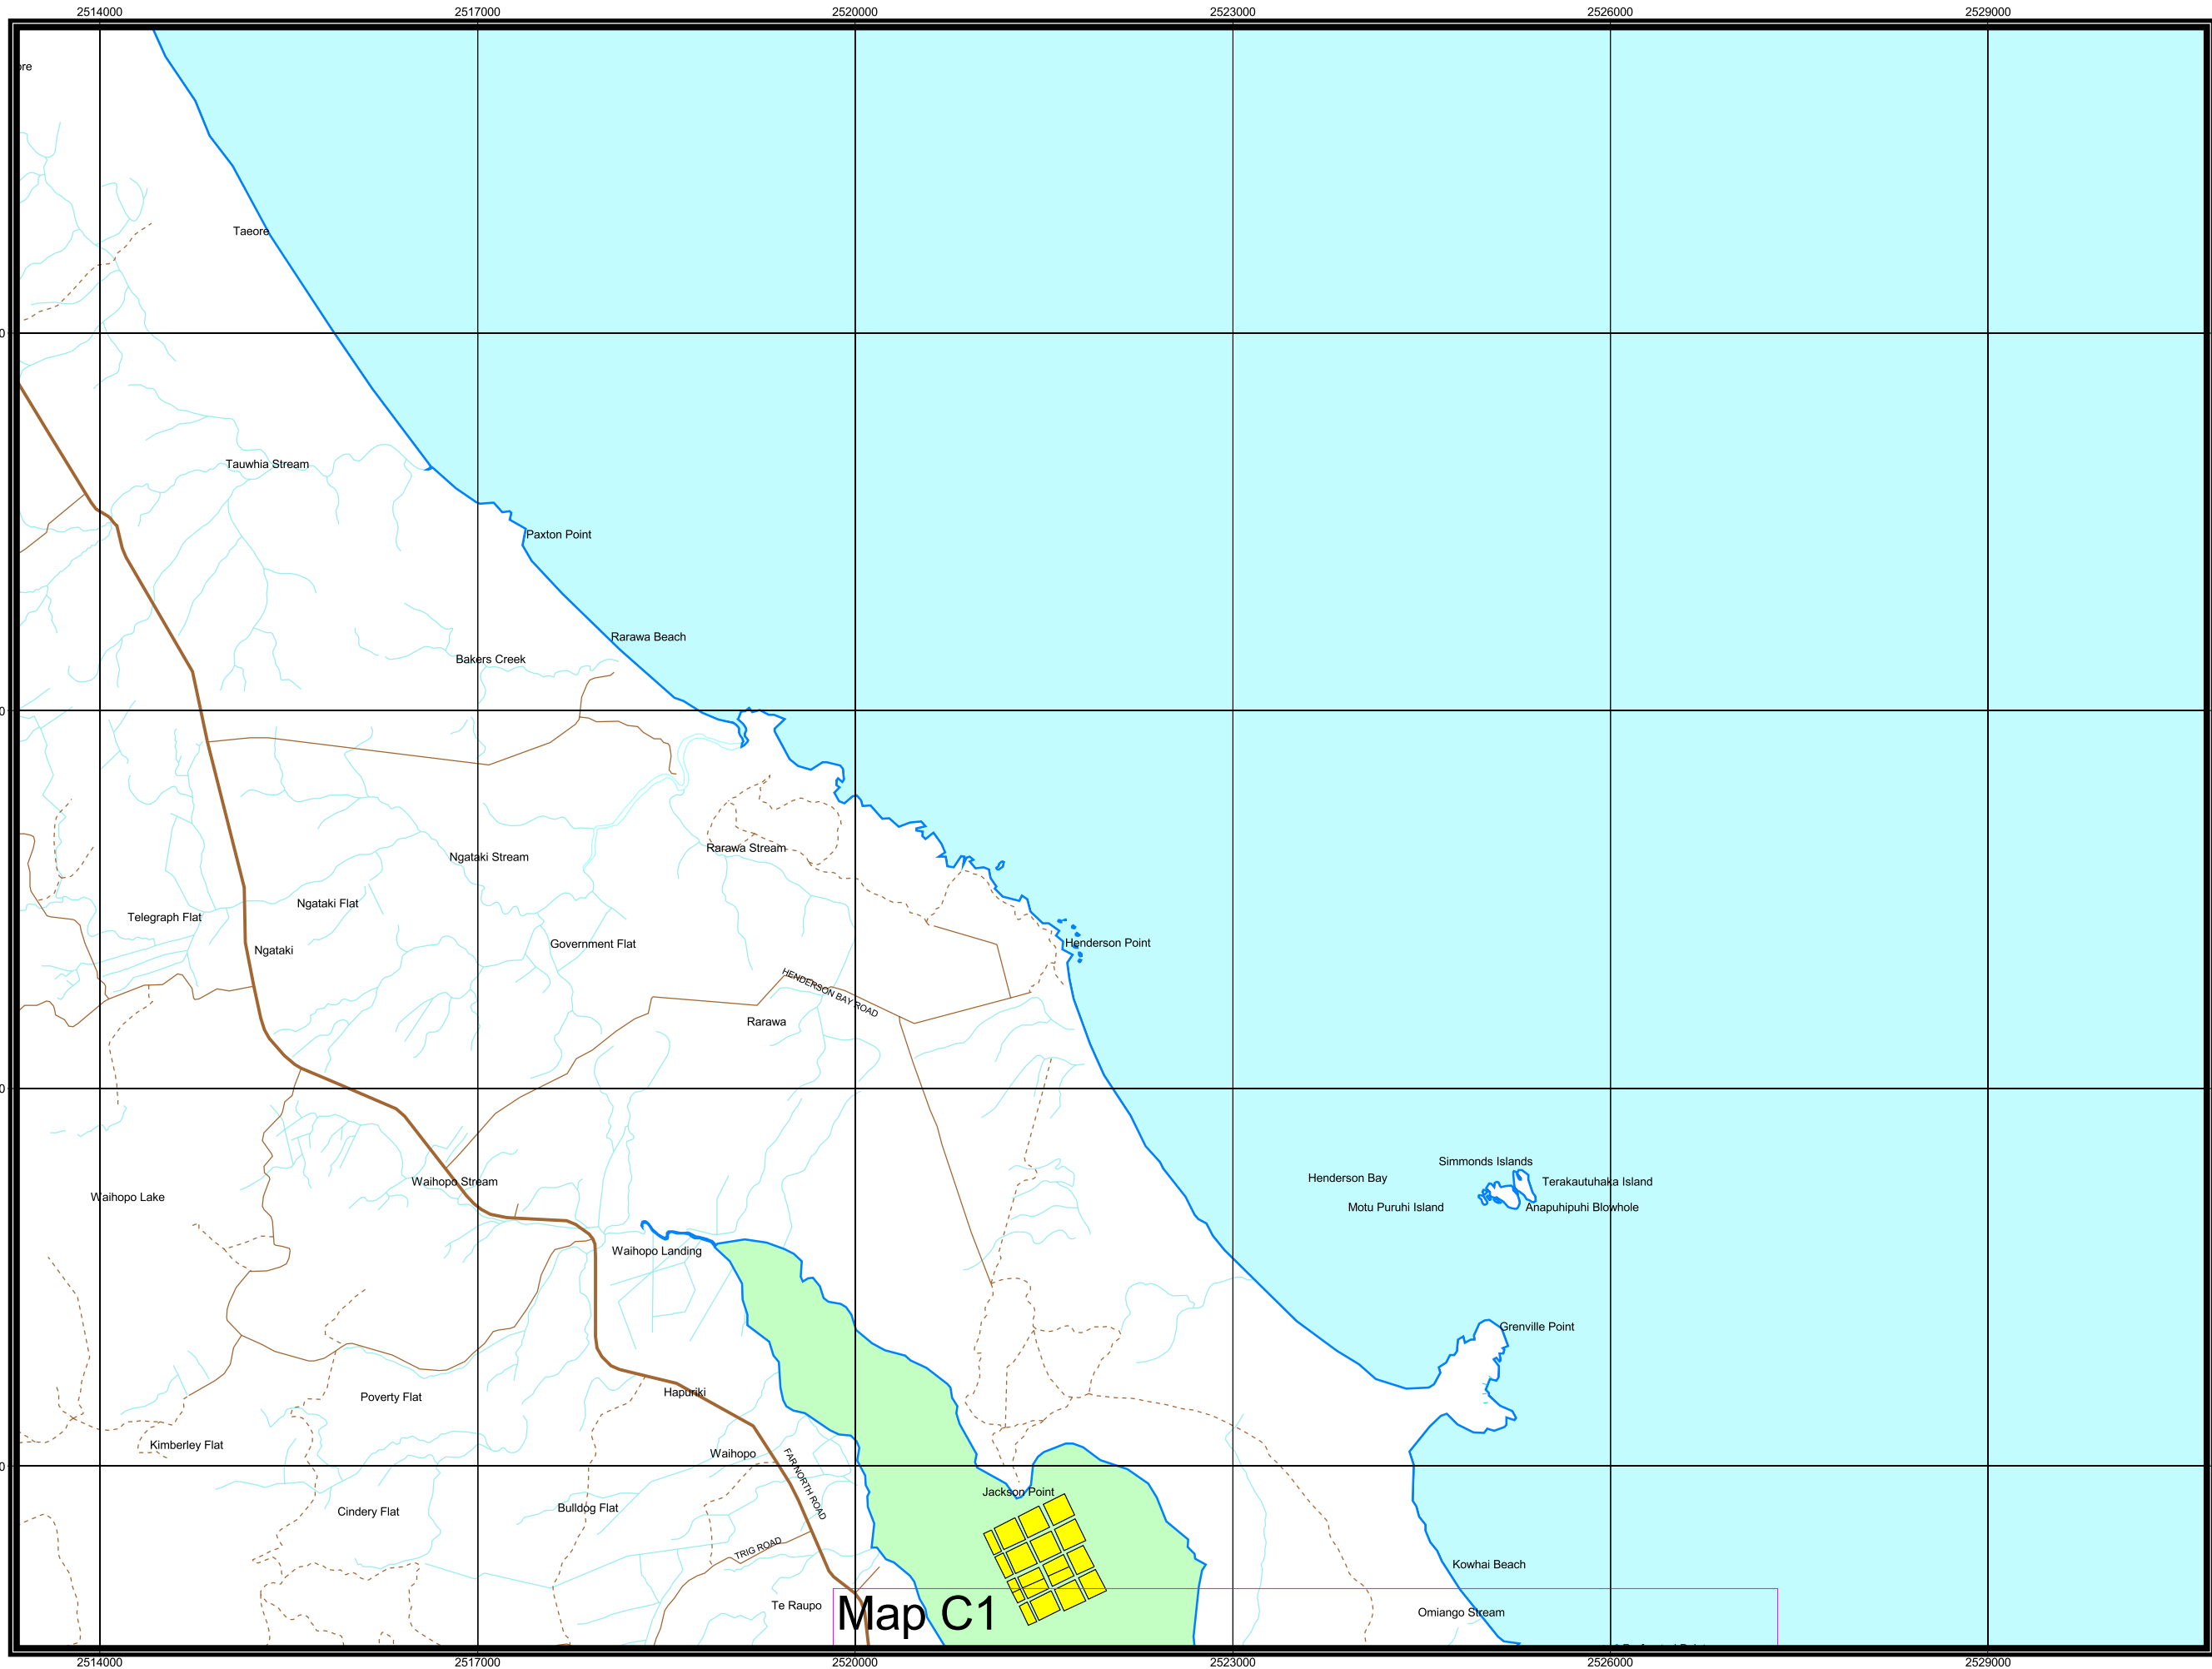 2514000 2517000 2520000 2523000 2526000 2529000
Taeore
Tauwhia Stream
Paxton Point
Rarawa Beach
Bakers Creek
Rarawa Stream
Ngataki Stream
Ngataki Flat
Telegraph Flat
Henderson Point
Government Flat
Ngataki
HENDERSON BAY ROAD
Rarawa
Simmonds Islands
Henderson Bay
Terakautuhaka Island
Waihopo Stream
Waihopo Lake
Motu Puruhi Island
Anapuhipuhi Blowhole
Waihopo Landing
Grenville Point
Hapuriki
Poverty Flat
Kimberley Flat
Waihopo
FAR NORTH ROAD
Jackson Point
Bulldog Flat
Cindery Flat
TRIG ROAD
Kowhai Beach
Te Raupo
Map C1
Omiango Stream
2514000 2517000 2520000 2523000 2526000 2529000